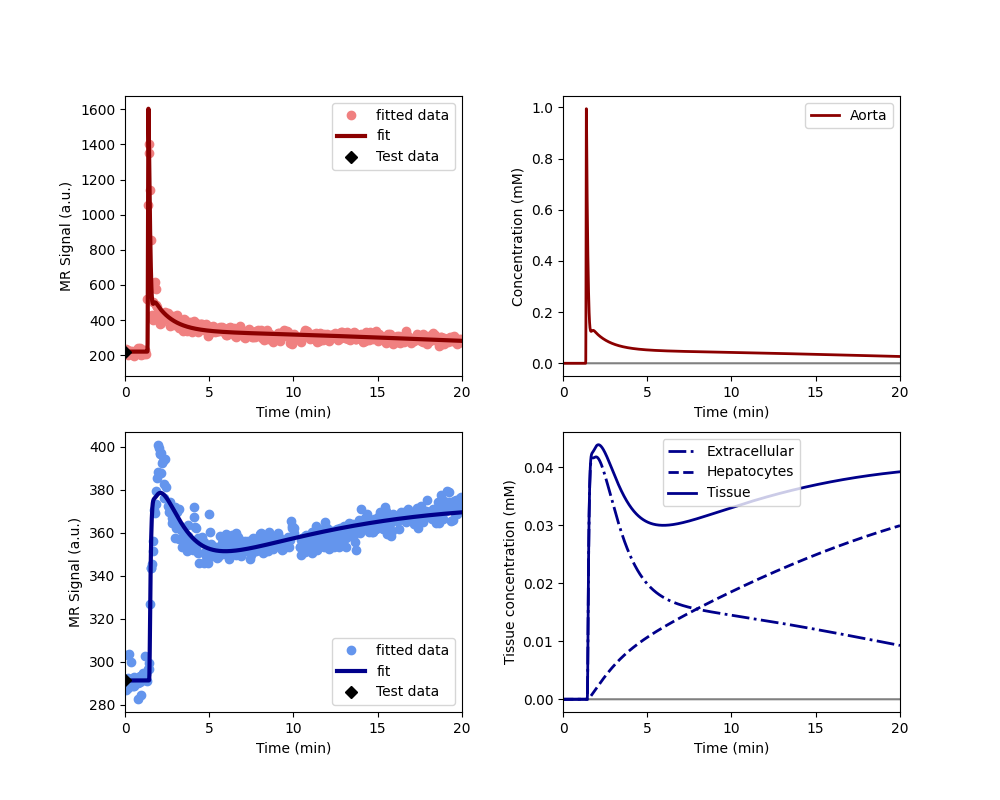 MR Signal (a.u.)
1600
1400
1200
1000
800
600
400
200
0
5
10
15
20
Time (min)
fitted data
fit
Test data
Concentration (mM)
1.0
0.8
0.6
0.4
0.2
0.0
0
5
10
15
20
Time (min)
Aorta
MR Signal (a.u.)
400
380
360
340
320
300
280
0
5
10
15
20
Time (min)
fitted data
fit
Test data
Tissue concentration (mM)
0.04
0.03
0.02
0.01
0.00
0
5
10
15
20
Time (min)
Extracellular
Hepatocytes
Tissue